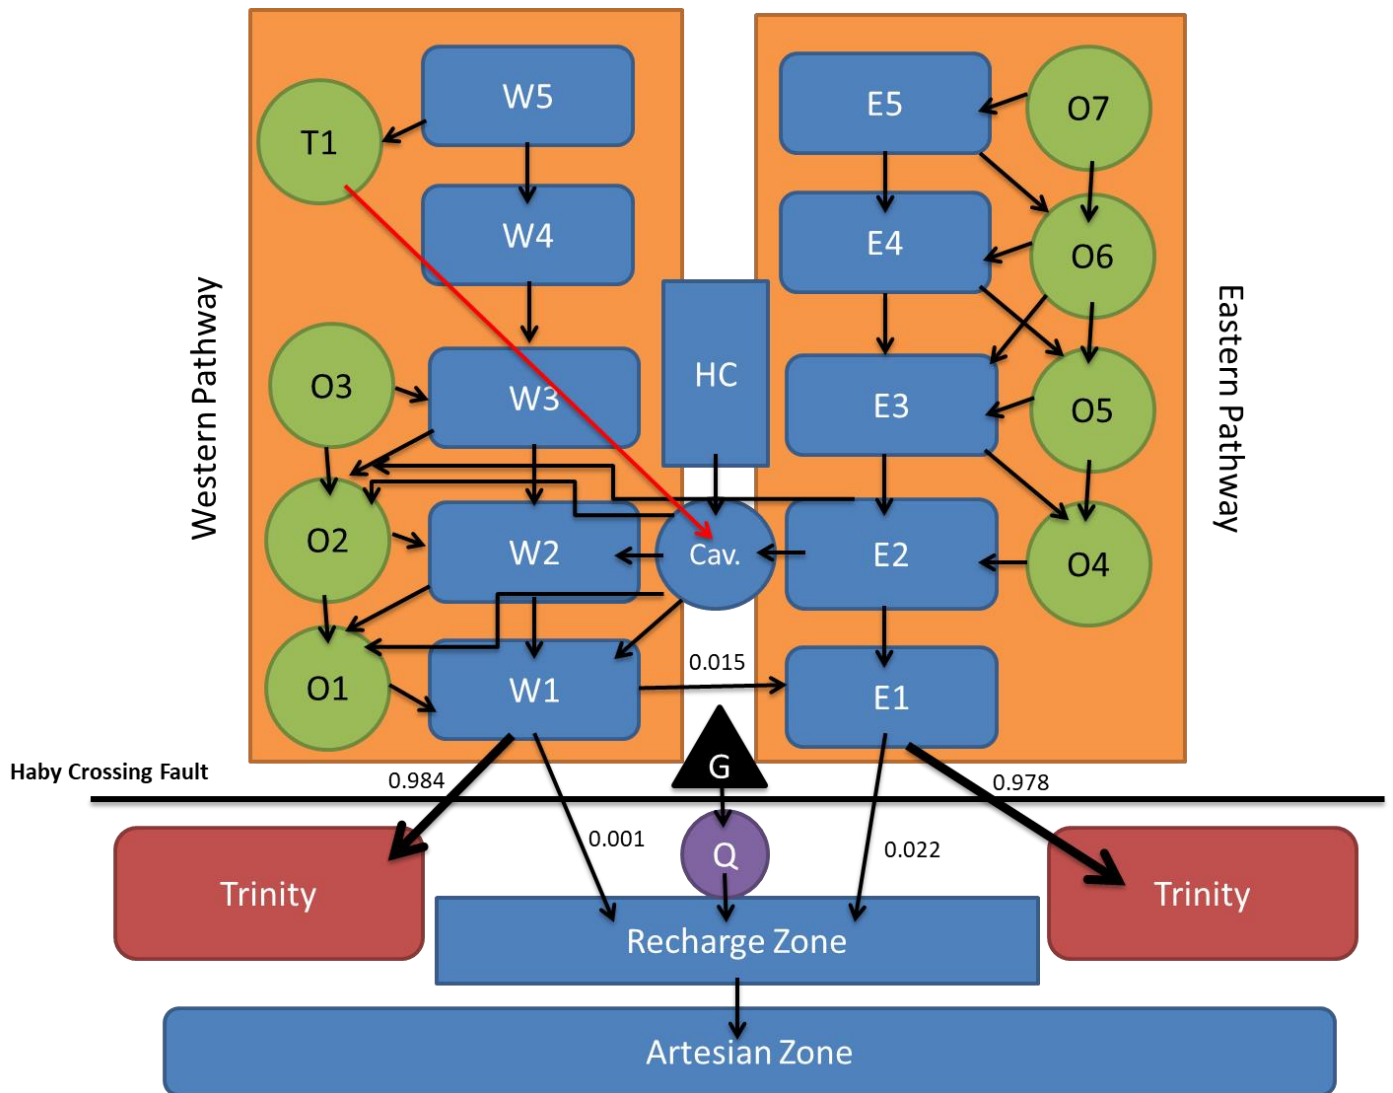 W5
E5
O7
T1
W4
E4
O6
Western Pathway
Eastern Pathway
O3
W3
HC
E3
O5
O2
W2
Cav.
E2
O4
O1
W1
0.015
E1
Haby Crossing Fault
0.984
G
0.978
0.001
Q
0.022
Trinity
Trinity
Recharge Zone
Artesian Zone